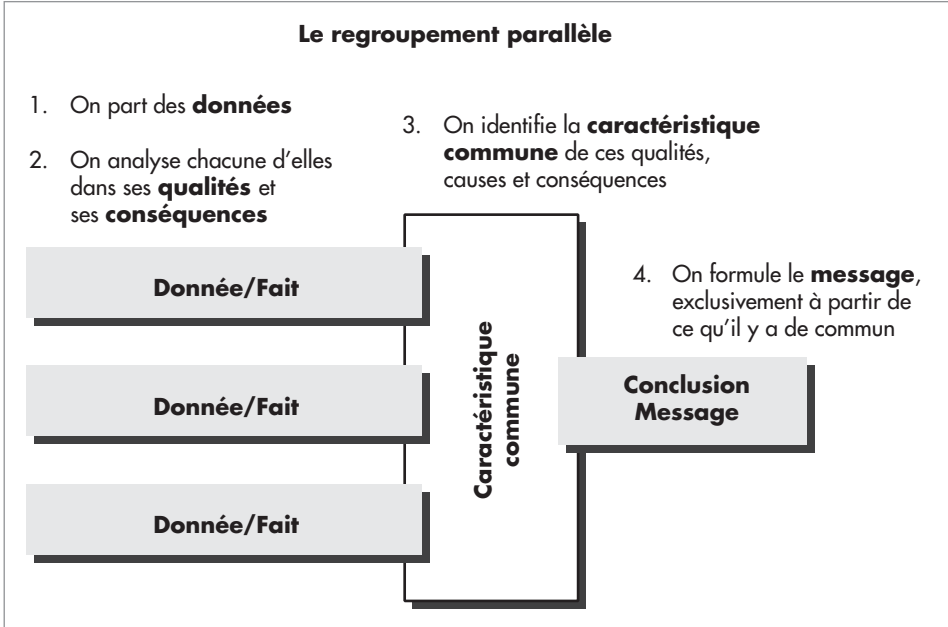 Le regroupement parallèle
1. On part des données
2. On analyse chacune d'elles
dans ses qualités et
ses conséquences
3. On identifie la caractéristique
commune de ces qualités,
causes et conséquences
4. On formule le message,
exclusivement à partir de
ce qu'il y a de commun
Donnée/Fait
Donnée/Fait
Donnée/Fait
Caractéristique
commune
Conclusion
Message